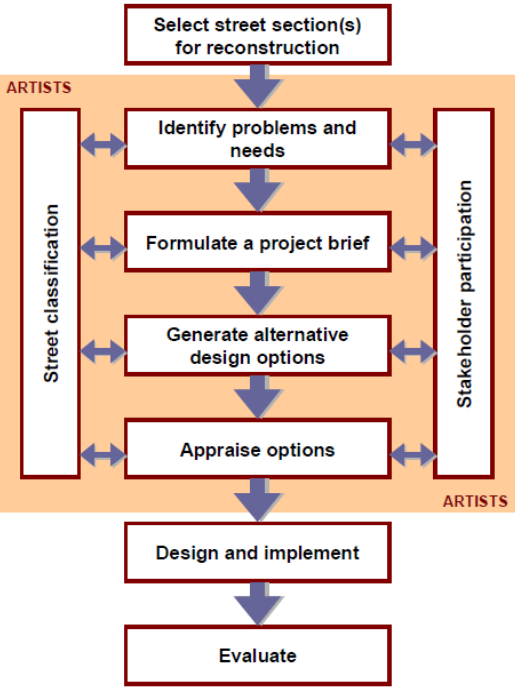 Select street section(s)
for reconstruction
ARTISTS
Identify problems and
needs
Formulate a project brief
Generate alternative
design options
Appraise options
Street classification
Stakeholder participation
ARTISTS
Design and implement
Evaluate